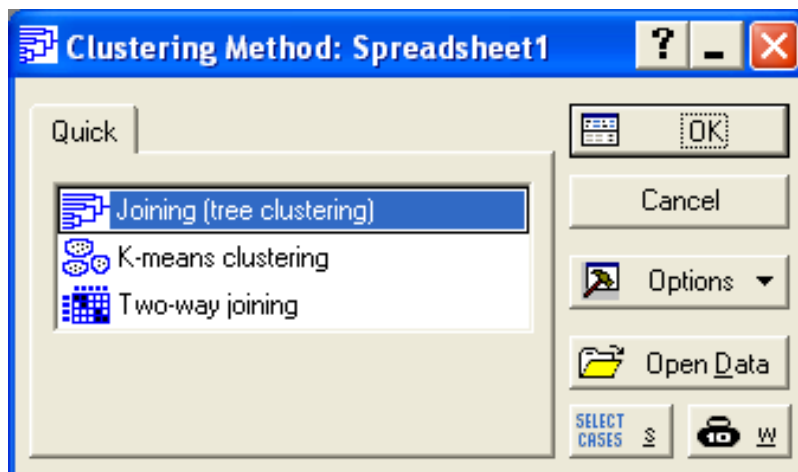 Clustering Method: Spreadsheet1
?
Quick
Joining (tree clustering)
K-means clustering
Two-way joining
OK
Cancel
Options
Open Data
SELECT
CASES S
10 W